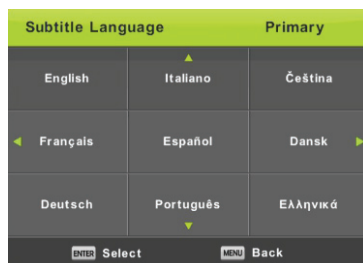 Subtitle Language Primary
English Italiano Čeština
Français Español Dansk
Deutsch Português Ελληνικά
ENTER Select MENU Back